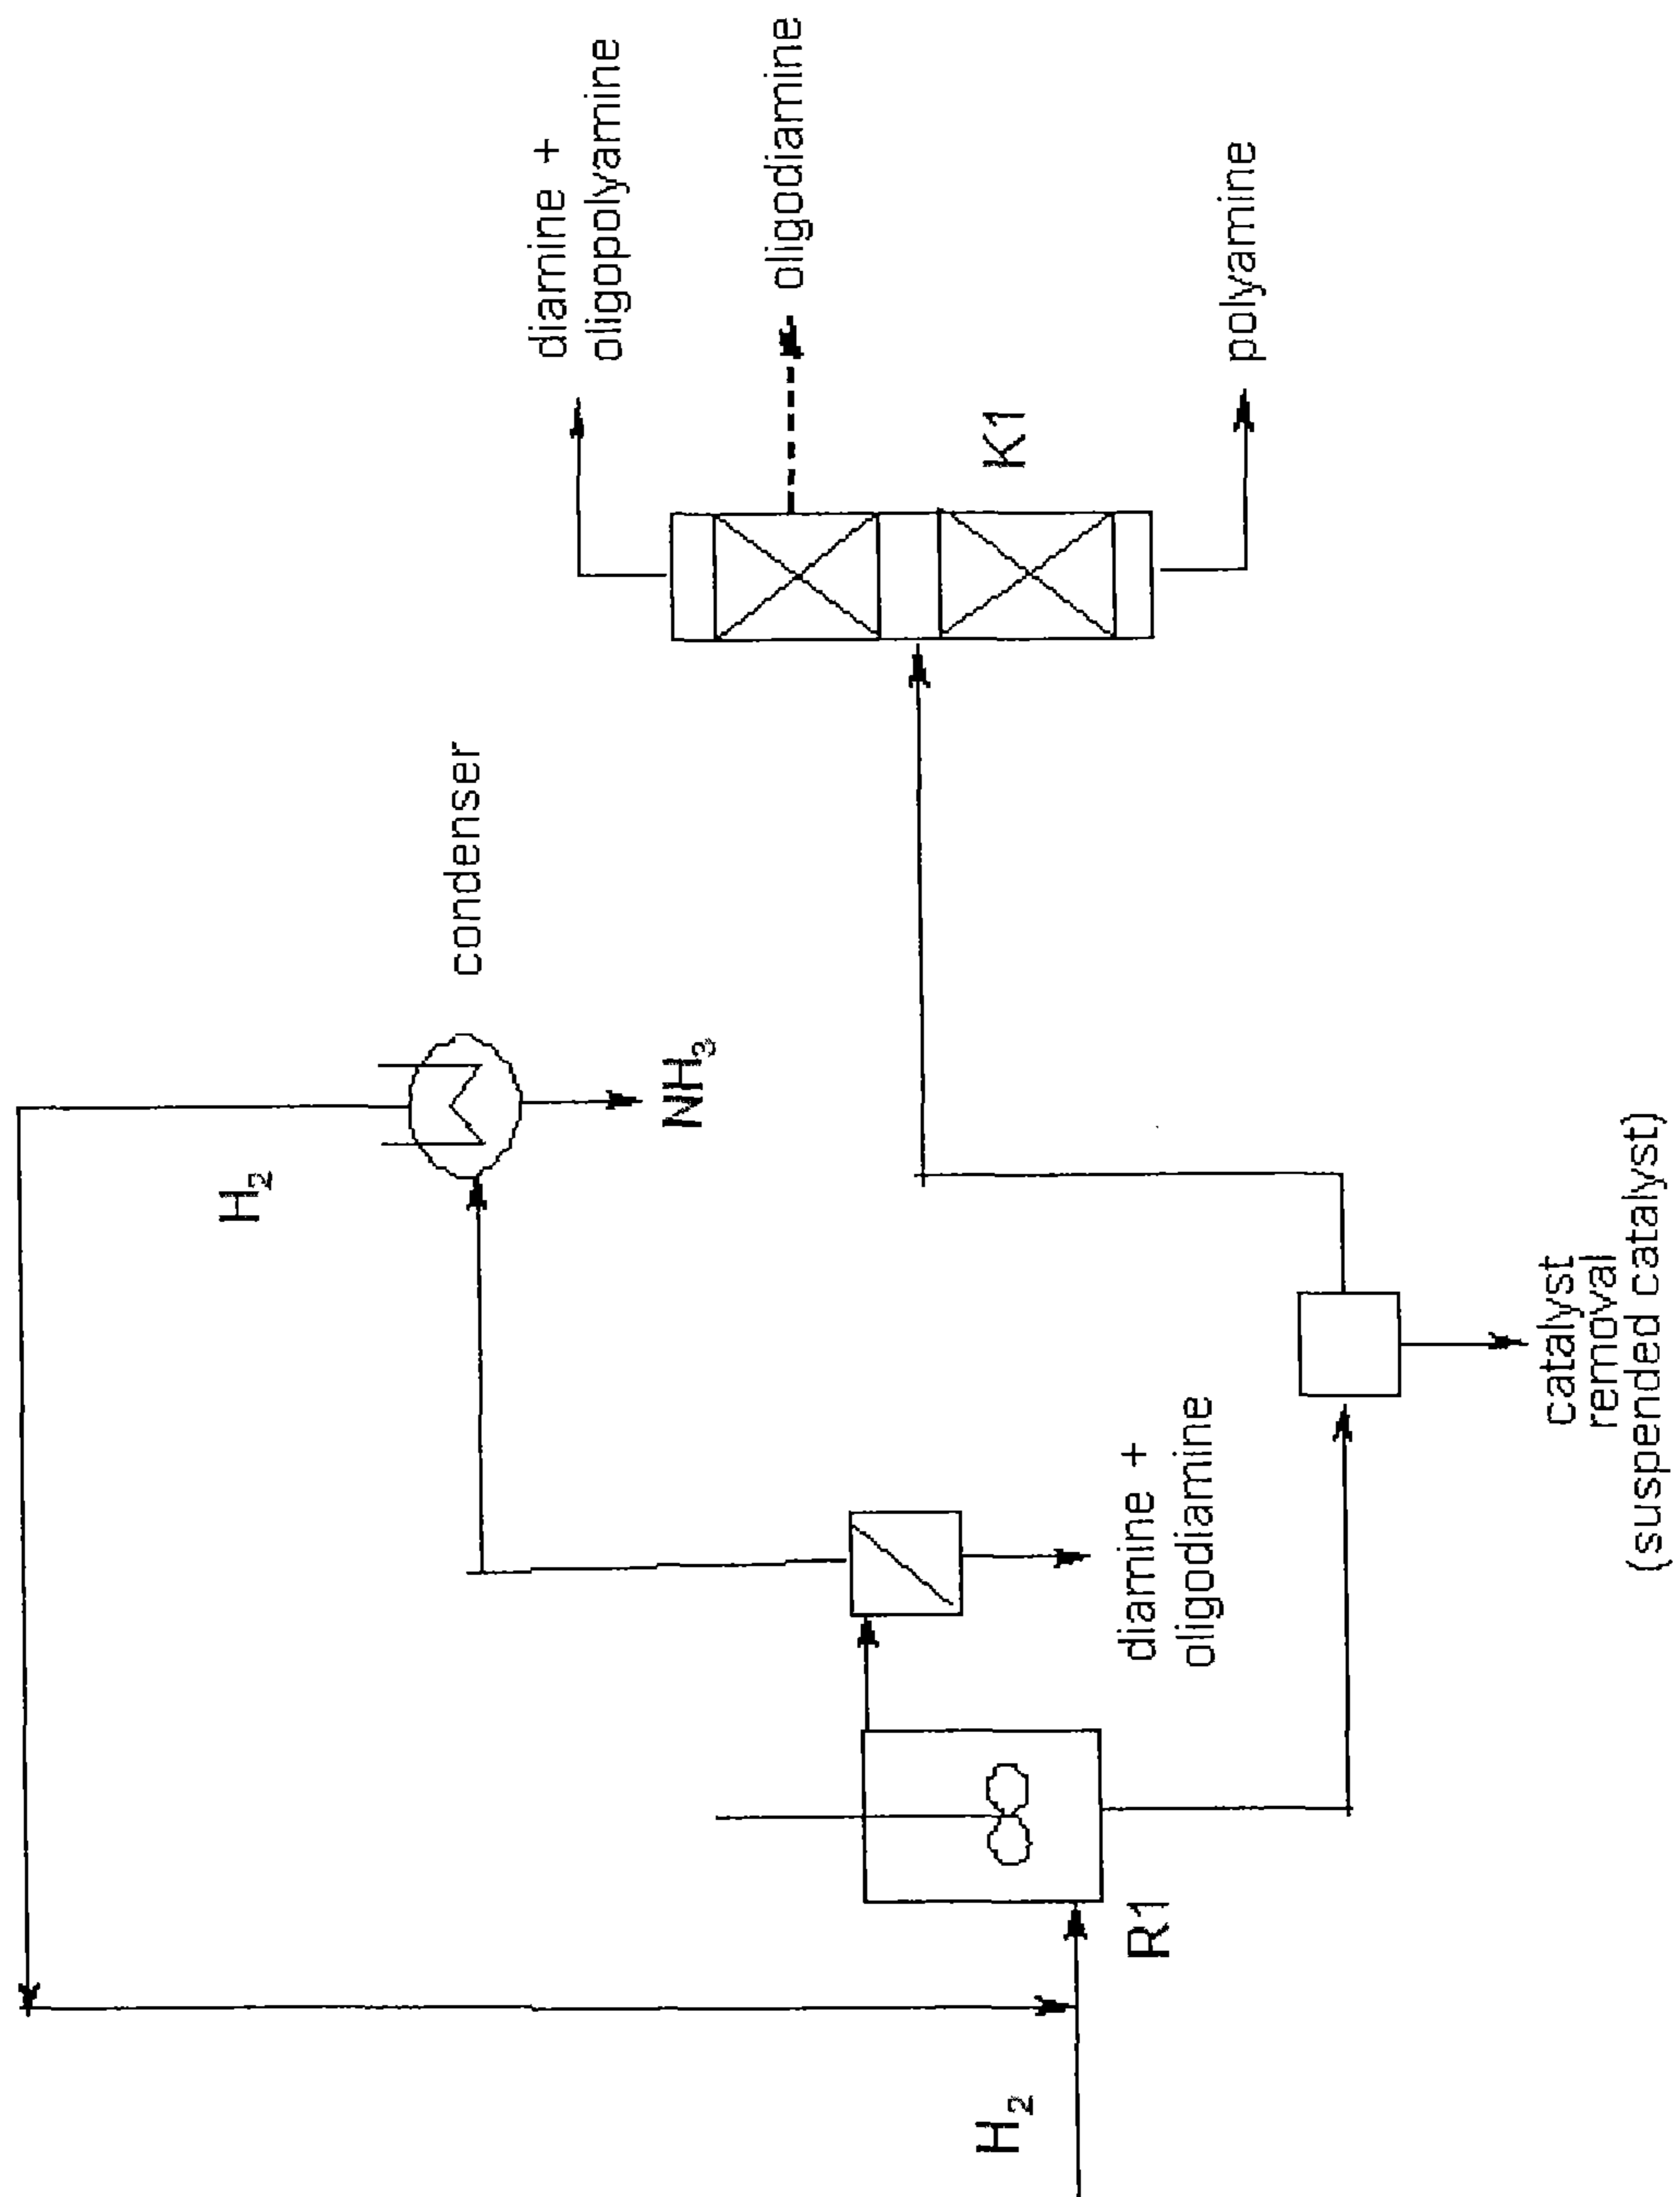 H₂
R1
H₂
condenser
NH₃
diamine +
oligodiamine
catalyst
removal
(suspended catalyst)
K1
diamine +
oligopolyamine
oligodiamine
polyamine